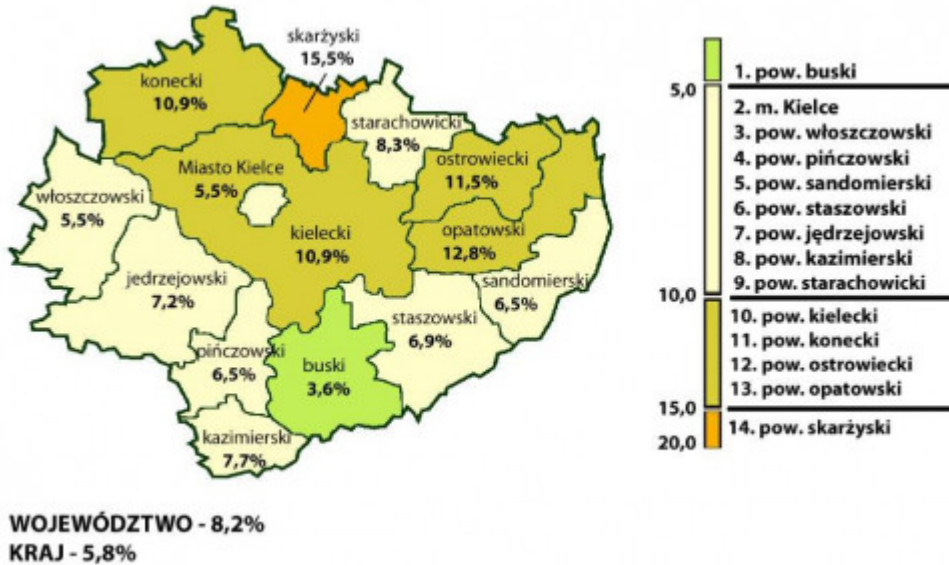 skarżyski
15,5%
konecki
10,9%
starachowicki
8,3%
Miasto Kielce
5,5%
ostrowiecki
11,5%
włoszczowski
5,5%
kielecki
10,9%
opatowski
12,8%
jedrzejowski
7,2%
sandomierski
6,5%
staszowski
6,9%
pińczowski
6,5%
buski
3,6%
kazimierski
7,7%
1. pow. buski
5,0
2. m. Kielce
3. pow. włoszczowski
4. pow. pińczowski
5. pow. sandomierski
6. pow. staszowski
7. pow. jędrzejowski
8. pow. kazimierski
9. pow. starachowicki
10,0
10. pow. kielecki
11. pow. konecki
12. pow. ostrowiecki
13. pow. opatowski
15,0
14. pow. skarżyski
20,0
WOJEWÓDZTWO - 8,2%
KRAJ - 5,8%